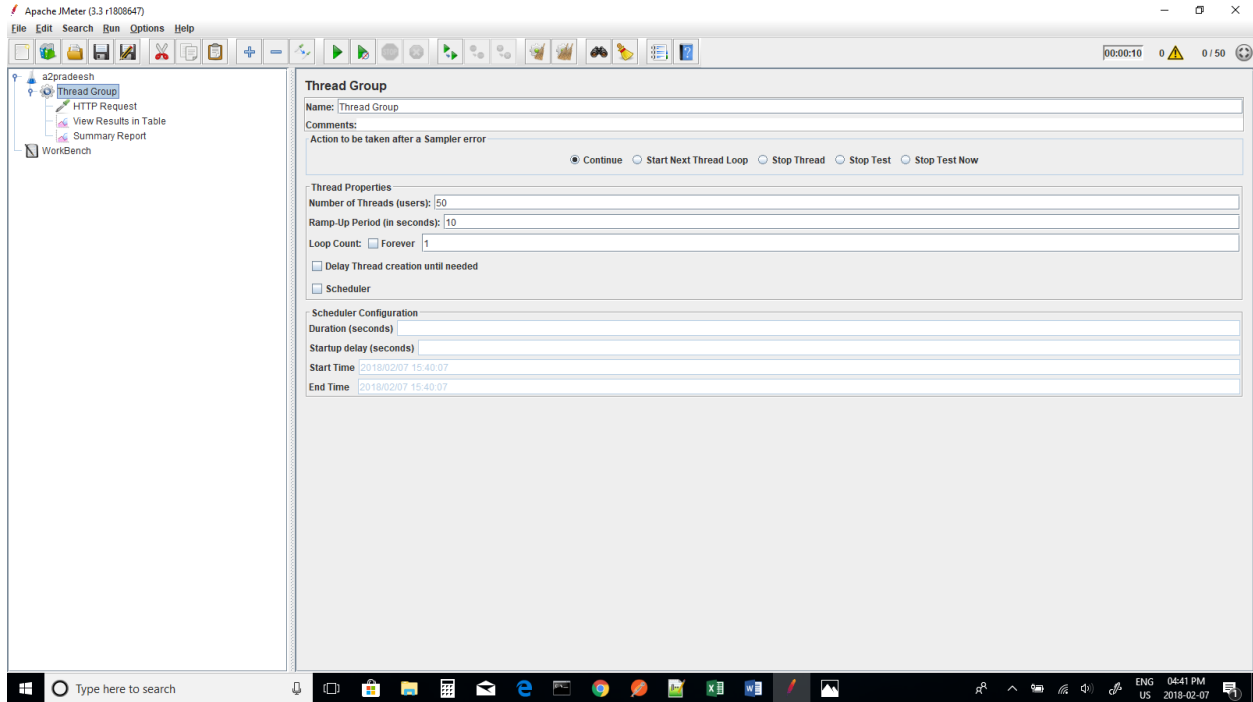 Apache JMeter (3.3 r1808647)
File Edit Search Run Options Help
00:00:10 0 0 / 50
a2pradeesh
Thread Group
HTTP Request
View Results in Table
Summary Report
WorkBench
Thread Group
Name: Thread Group
Comments:
Action to be taken after a Sampler error
Continue Start Next Thread Loop Stop Thread Stop Test Stop Test Now
Thread Properties
Number of Threads (users): 50
Ramp-Up Period (in seconds): 10
Loop Count: Forever 1
Delay Thread creation until needed
Scheduler
Scheduler Configuration
Duration (seconds)
Startup delay (seconds)
Start Time 2018/02/07 15:40:07
End Time 2018/02/07 15:40:07
Type here to search
ENG 04:41 PM
US 2018-02-07